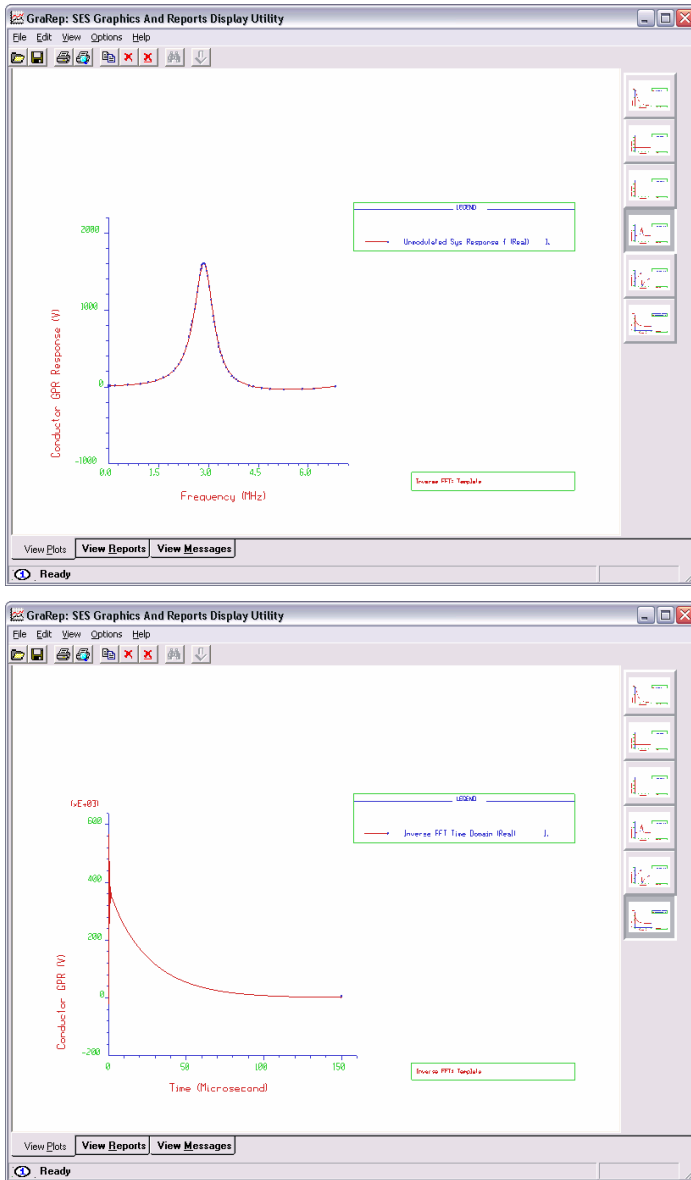 GraRep: SES Graphics And Reports Display Utility
File Edit View Options Help
LEGEND
Unmodulated Sys Response f (Real) 1.
2000
1000
0
-1000
0.0 1.5 3.0 4.5 6.0
Conductor GPR Response (V)
Frequency (MHz)
Inverse FFT: Template
View Plots View Reports View Messages
Ready
GraRep: SES Graphics And Reports Display Utility
File Edit View Options Help
LEGEND
Inverse FFT Time Domain (Real) 1.
(xE+03)
600
400
200
0
-200
0 50 100 150
Conductor GPR (V)
Time (Microsecond)
Inverse FFT: Template
View Plots View Reports View Messages
Ready